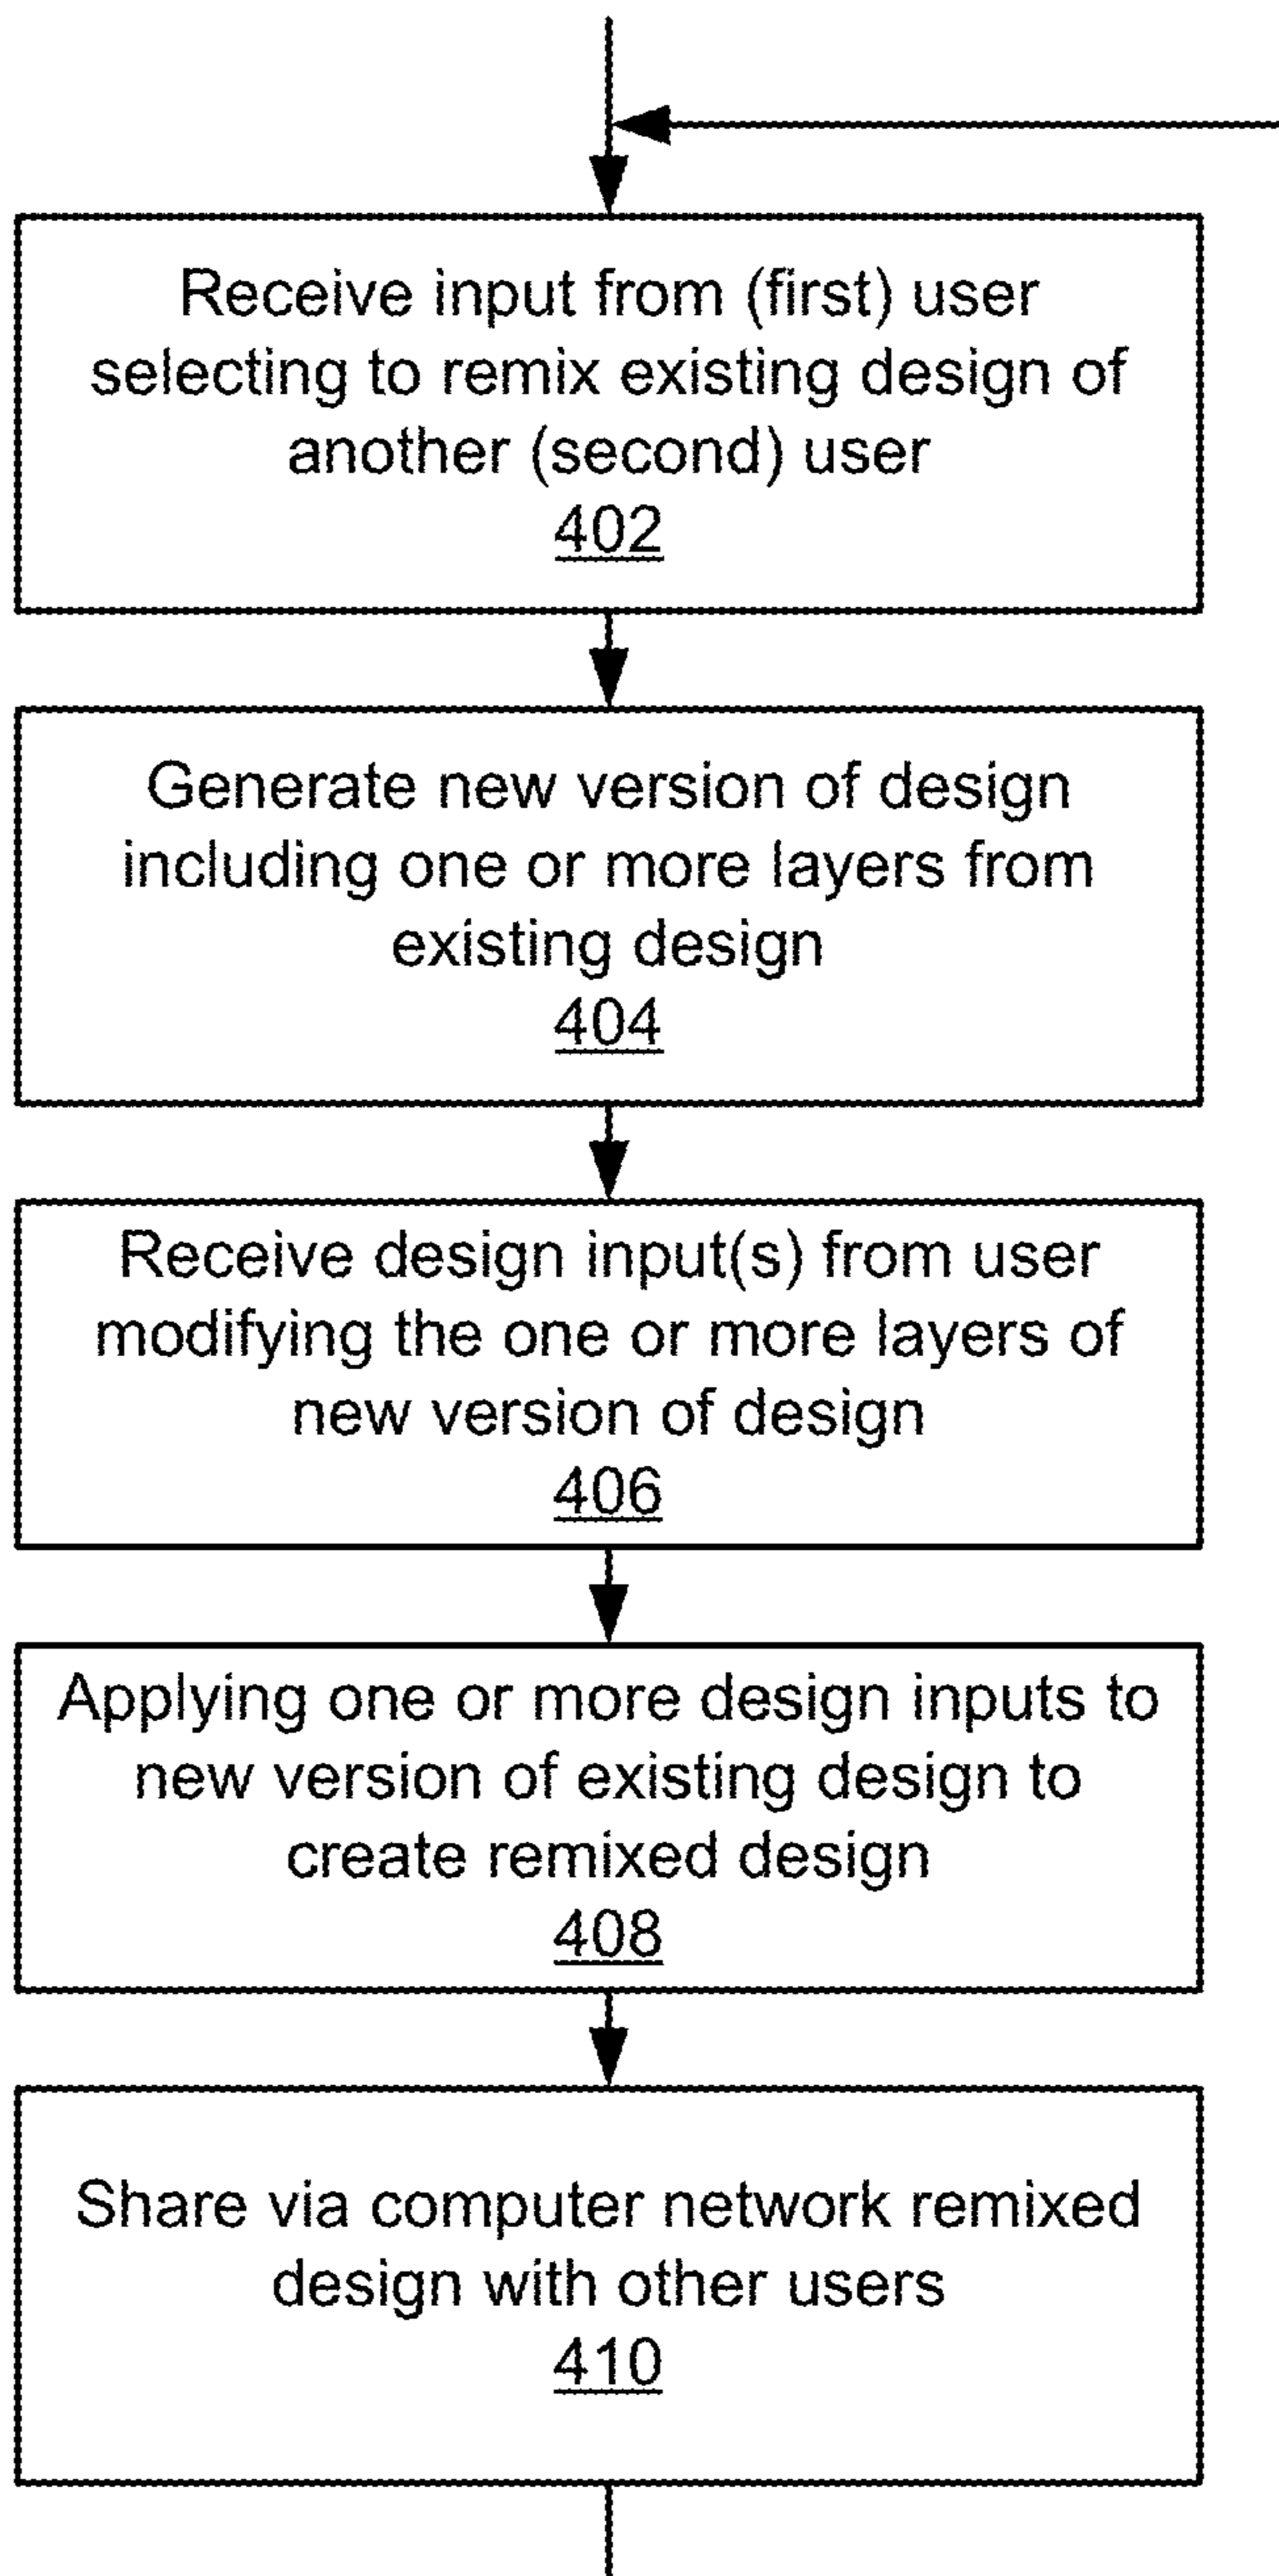 Receive input from (first) user
selecting to remix existing design of
another (second) user
402
Generate new version of design
including one or more layers from
existing design
404
Receive design input(s) from user
modifying the one or more layers of
new version of design
406
Applying one or more design inputs to
new version of existing design to
create remixed design
408
Share via computer network remixed
design with other users
410